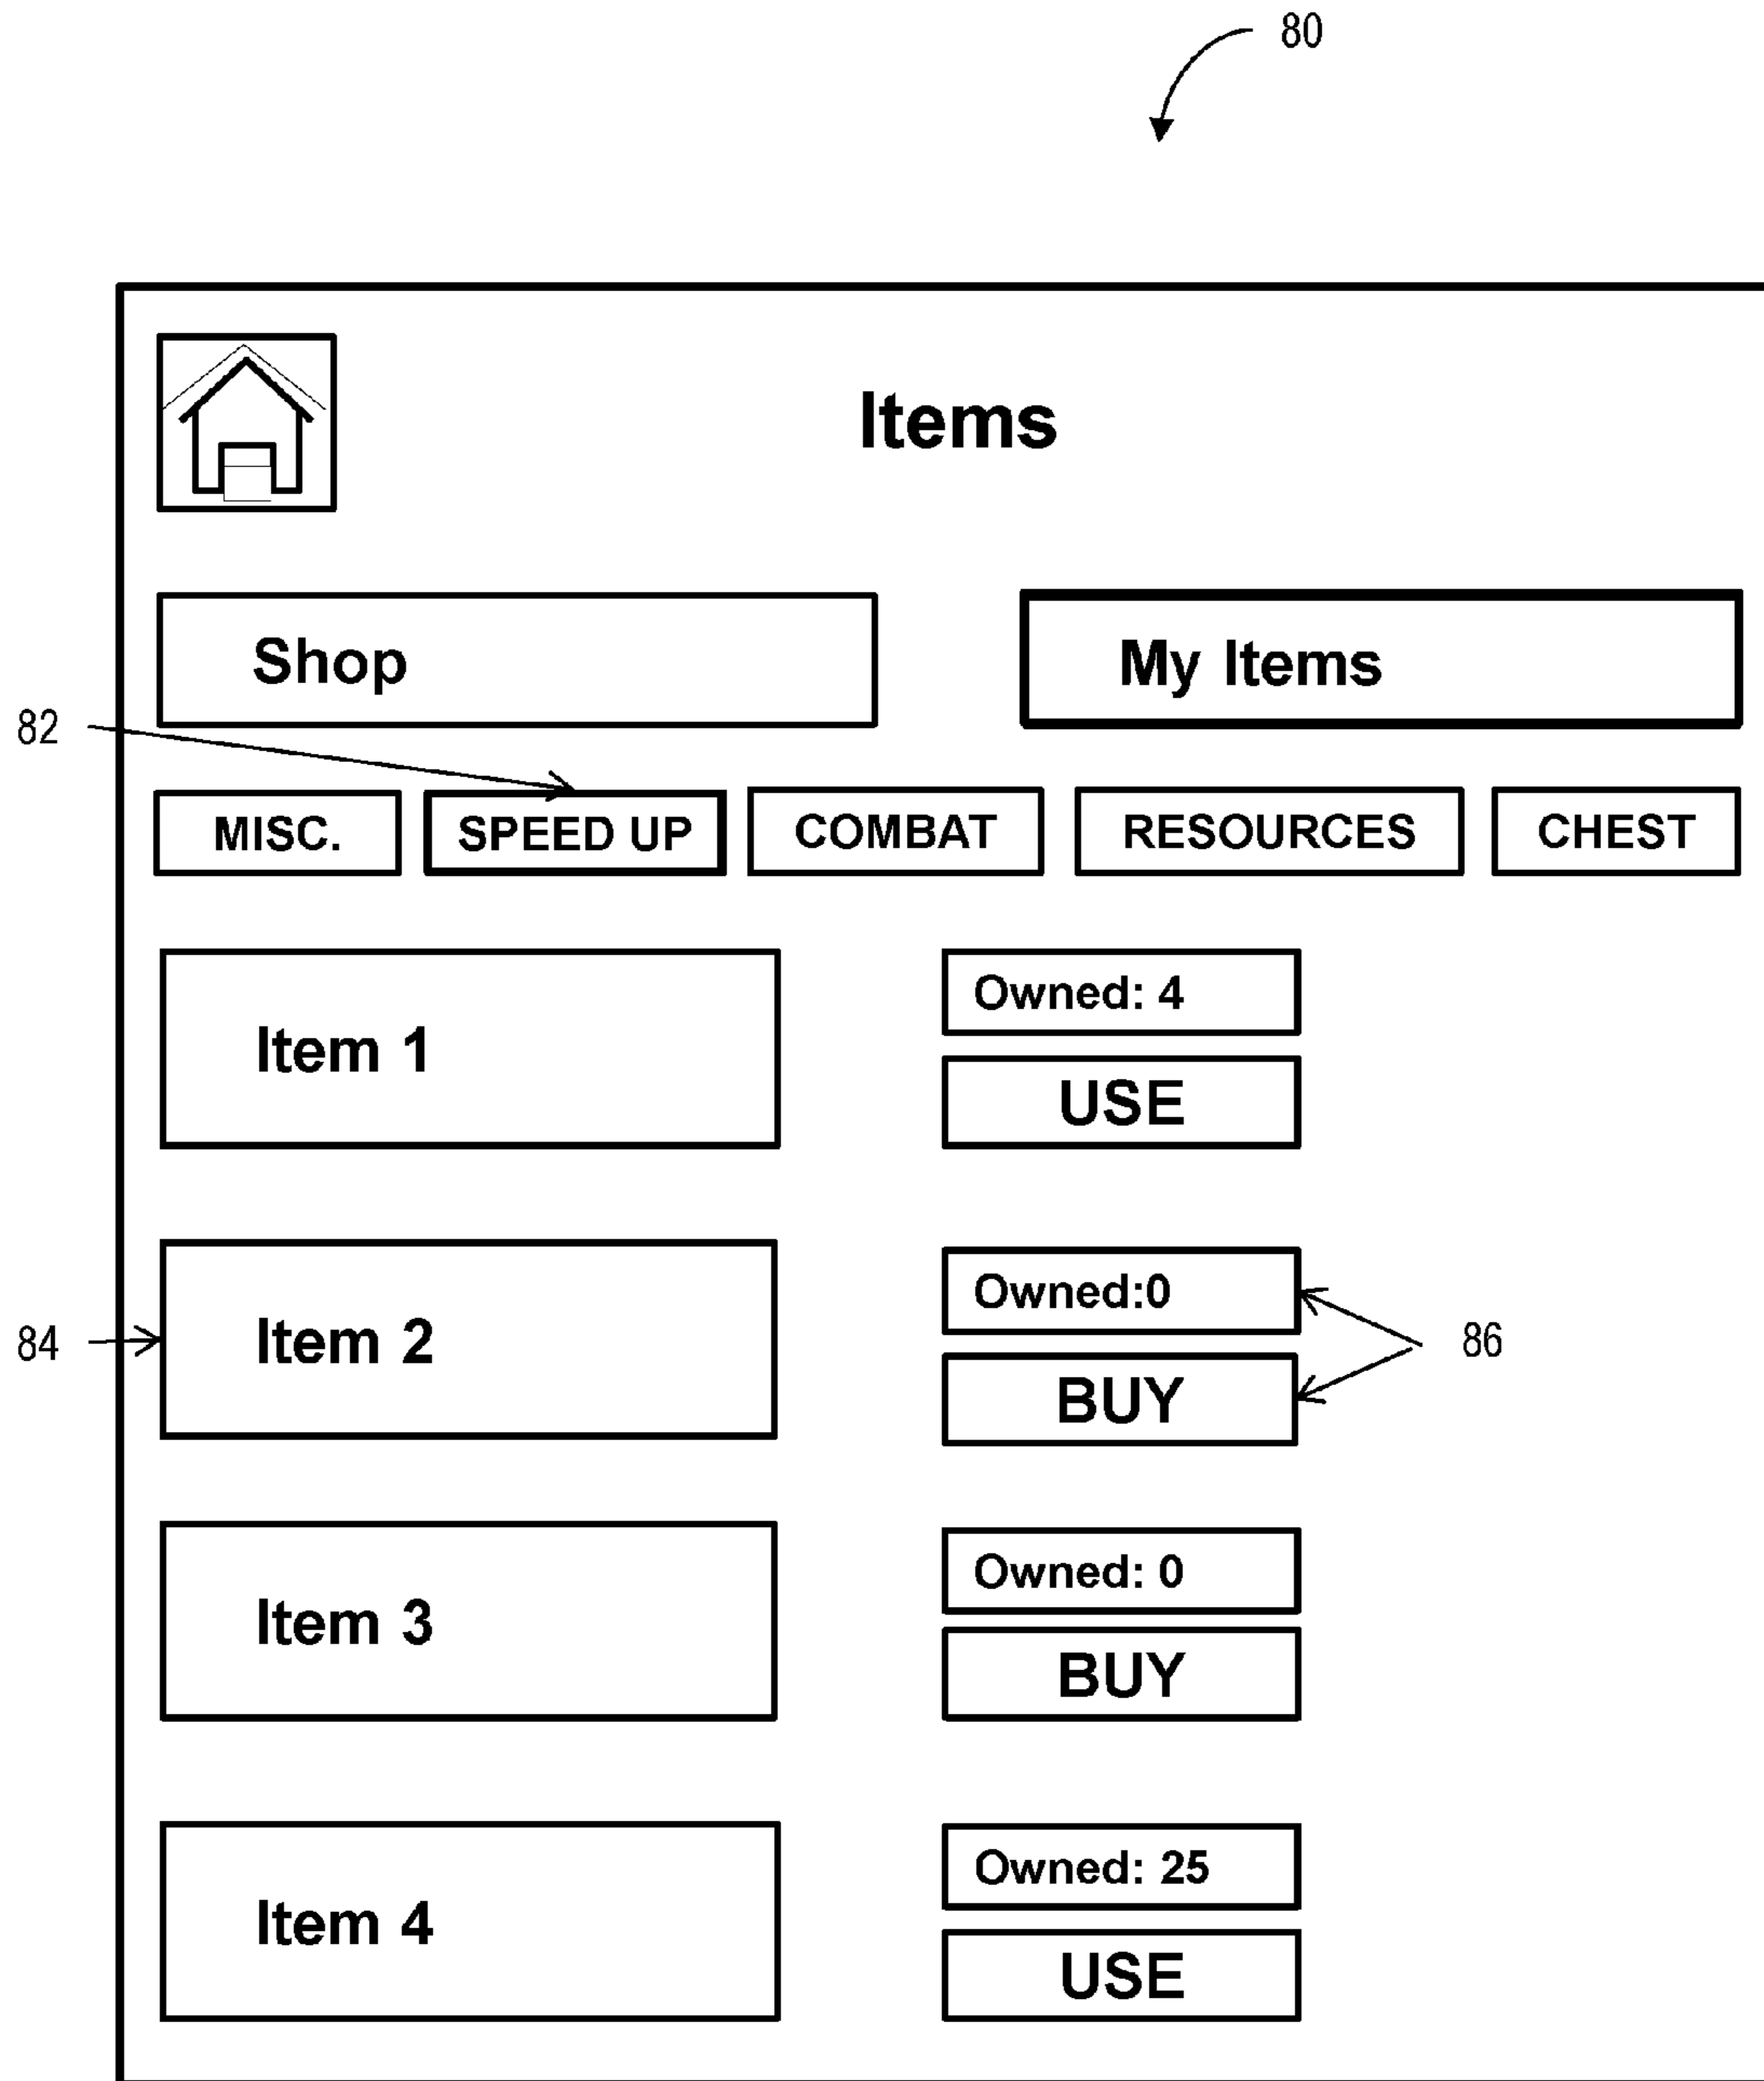 80
Items
Shop
My Items
82
MISC.
SPEED UP
COMBAT
RESOURCES
CHEST
Item 1
Owned: 4
USE
84
Item 2
Owned:0
BUY
86
Item 3
Owned: 0
BUY
Item 4
Owned: 25
USE